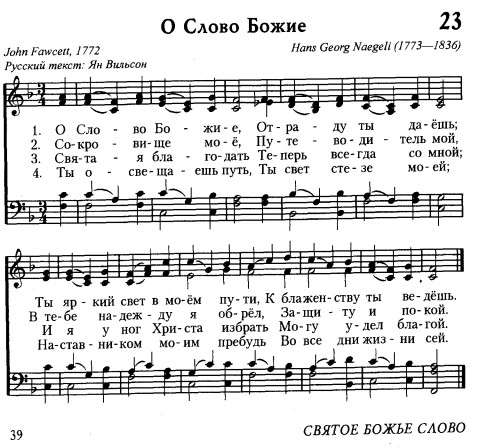 О Слово Божие
23
John Fawcett, 1772
Hans Georg Naegeli (1773—1836)
Русский текст: Ян Вильсон
3
4
1. О Сло - во Бо - жи - е, От - ра - ду ты да - ёшь;
2. Со - кро - ви - ще мо - ё, Пу - те - во - ди - тель мой,
3. Свя - та - я бла - го - дать Те - перь все - гда со мной;
4. Ты о - све - ща - ешь путь, Ты свет сте - зе мо - ей;
3
4
Ты яр - кий свет в мо - ём пу - ти, К блажен - ству ты ве - дёшь.
В те - бе на - деж - ду я об - рёл, За - щи - ту и по - кой.
И я у ног Хри - ста избрать Мо - гу у - дел бла - гой.
На - став - ни - ком мо - им пребудь Во все дни жиз - ни сей.
39
СВЯТОЕ БОЖЬЕ СЛОВО